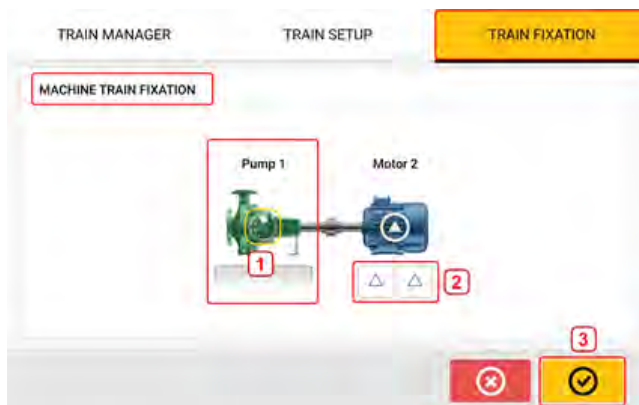 TRAIN MANAGER TRAIN SETUP TRAIN FIXATION
MACHINE TRAIN FIXATION
Pump 1 Motor 2
1
2
3